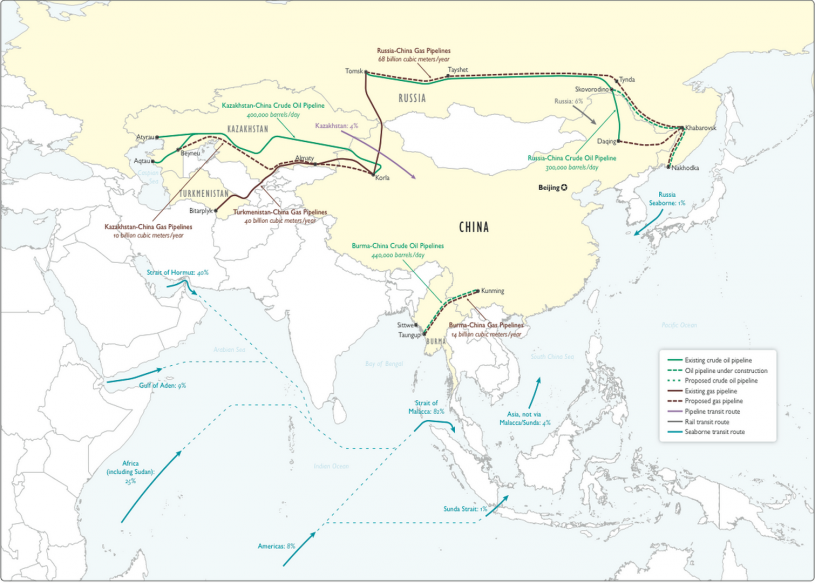 Russia-China Gas Pipelines
68 billion cubic meters/year
Tomsk
Tayshet
Tynda
Skovorodino
RUSSIA
Russia: 6%
Kazakhstan-China Crude Oil Pipeline
400,000 barrels/day
KAZAKHSTAN
Kazakhstan: 4%
Khabarovsk
Atyrau
Beyneu
Aqtau
Almaty
Korla
Daqing
Russia-China Crude Oil Pipeline
300,000 barrels/day
Nakhodka
Beijing
TURKMENISTAN
Bitarplyk
Turkmenistan-China Gas Pipelines
40 billion cubic meters/year
Kazakhstan-China Gas Pipelines
10 billion cubic meters/year
Russia
Seaborne: 1%
CHINA
Burma-China Crude Oil Pipelines
440,000 barrels/day
Strait of Hormuz: 40%
Kunming
Sittwe
Taungup
BURMA
Burma-China Gas Pipelines
14 billion cubic meters/year
Pacific Ocean
Arabian Sea
Bay of Bengal
South China Sea
Gulf of Aden: 9%
Strait of
Malacca: 82%
Asia, not via
Malacca/Sunda: 4%
Africa
(including Sudan):
25%
Indian Ocean
Sunda Strait: 1%
Americas: 8%
Existing crude oil pipeline
Oil pipeline under construction
Proposed crude oil pipeline
Existing gas pipeline
Proposed gas pipeline
Pipeline transit route
Rail transit route
Seaborne transit route